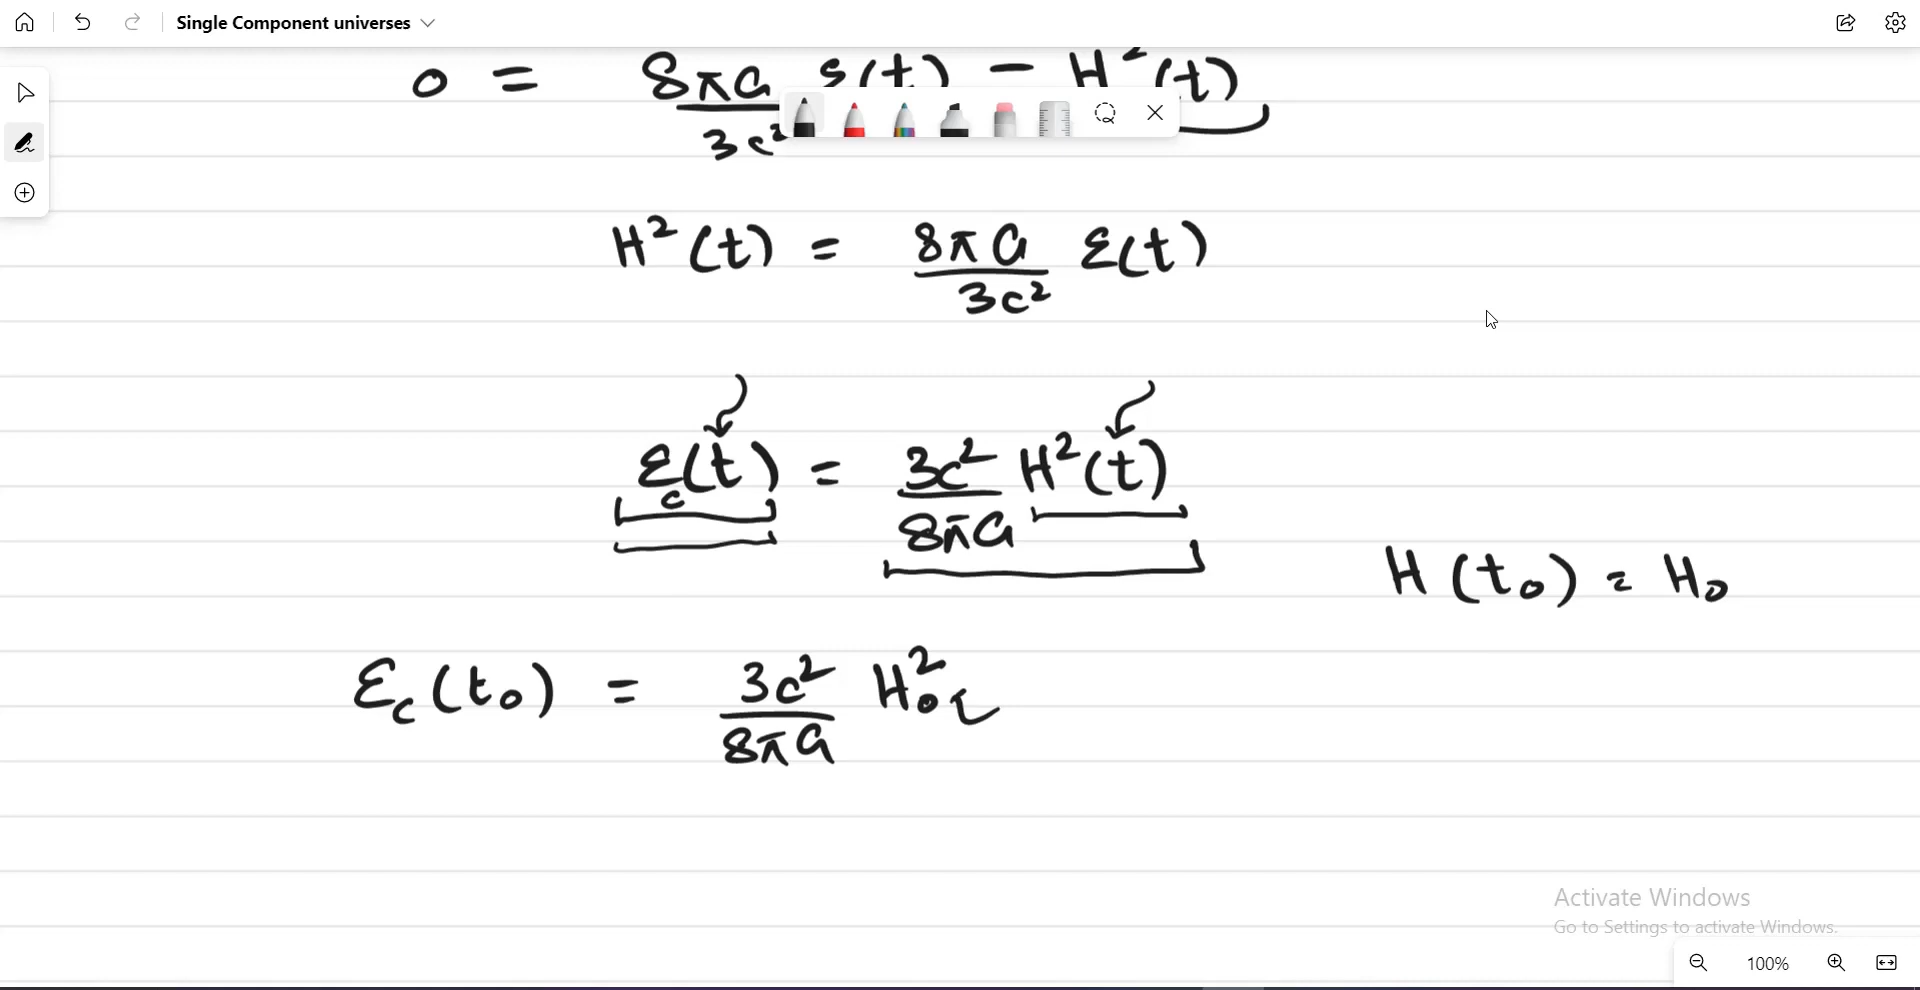 Single Component universes
0 = 8πG/3c² ε(t) − H²(t)
H²(t) = 8πG/3c² ε(t)
ε_c(t) = 3c²/8πG H²(t)
H(t₀) = H₀
ε_c(t₀) = 3c²/8πG H₀²
Activate Windows
Go to Settings to activate Windows.
100%